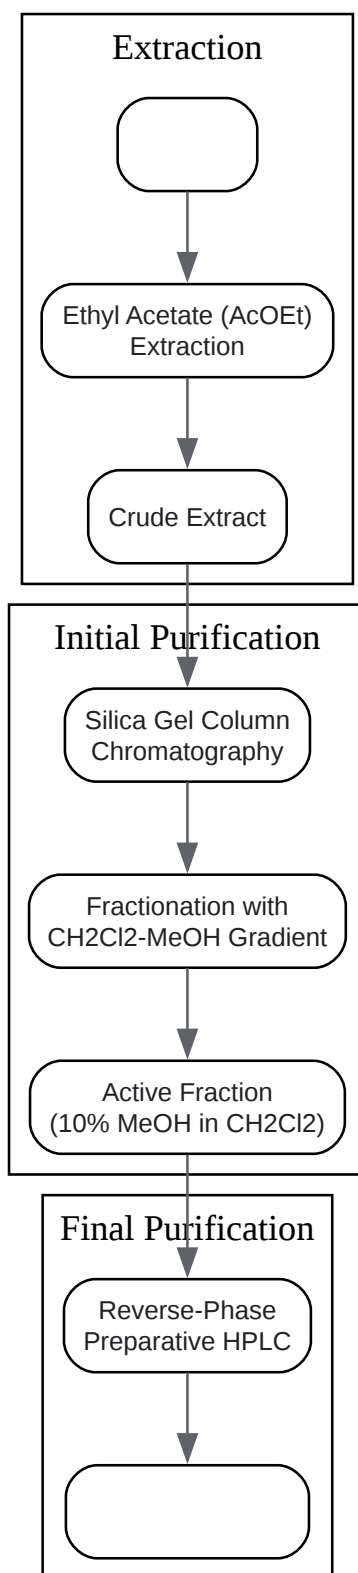 Extraction
Ethyl Acetate (AcOEt)
Extraction
Crude Extract
Initial Purification
Silica Gel Column
Chromatography
Fractionation with
CH2Cl2-MeOH Gradient
Active Fraction
(10% MeOH in CH2Cl2)
Final Purification
Reverse-Phase
Preparative HPLC